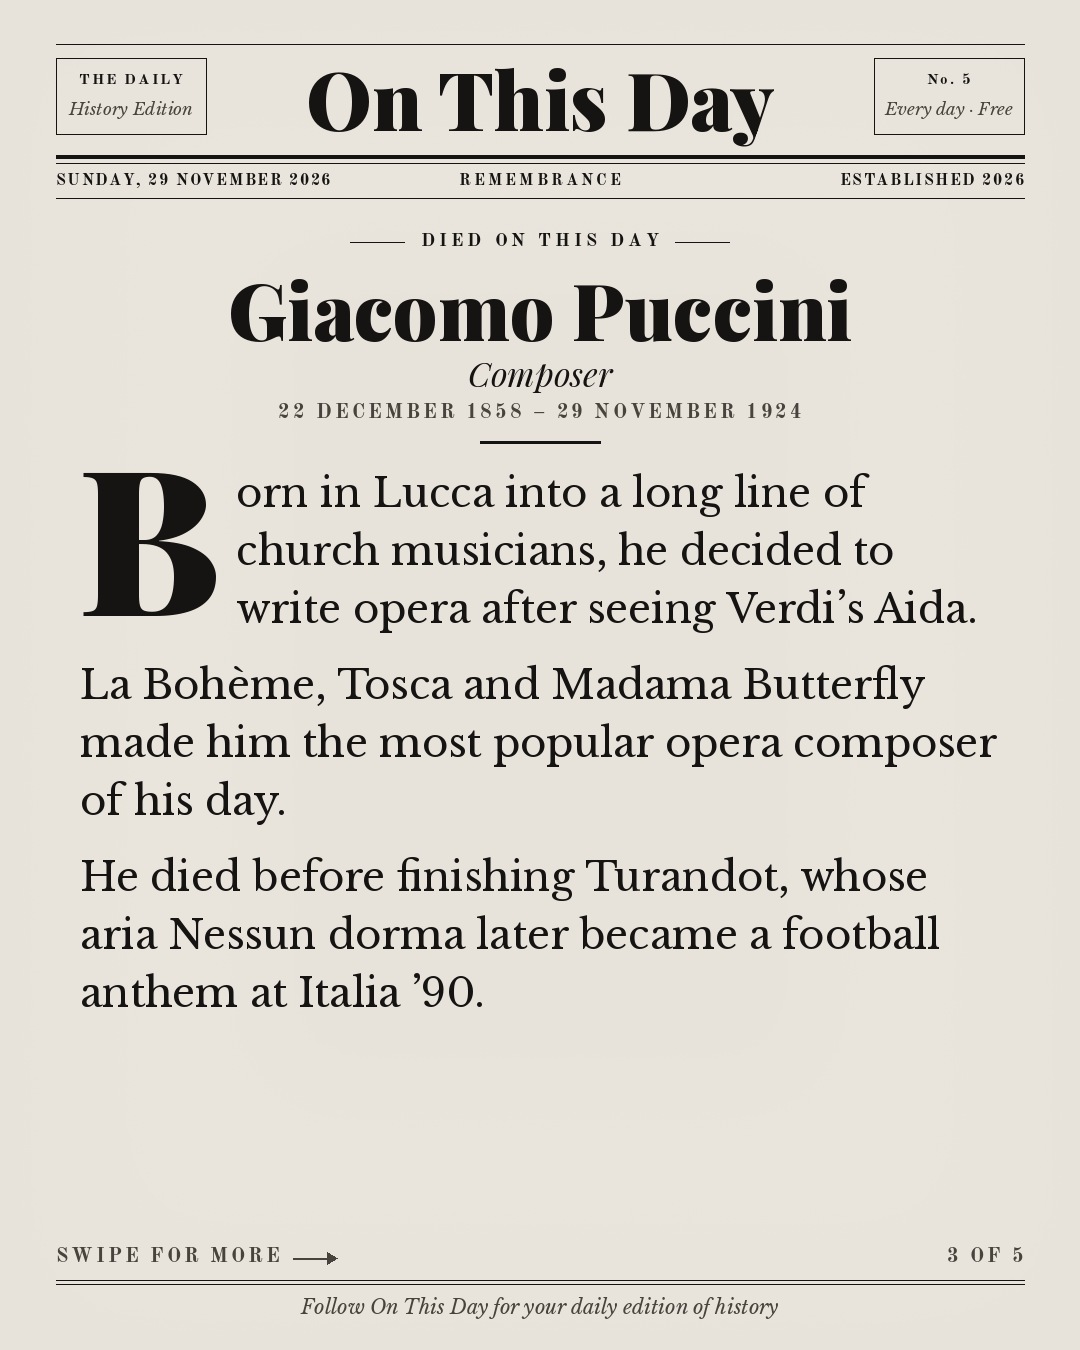 THE DAILY
History Edition
On This Day
No. 5
Every day · Free
SUNDAY, 29 NOVEMBER 2026
REMEMBRANCE
ESTABLISHED 2026
DIED ON THIS DAY
Giacomo Puccini
Composer
22 DECEMBER 1858 – 29 NOVEMBER 1924
Born in Lucca into a long line of
church musicians, he decided to
write opera after seeing Verdi’s Aida.
La Bohème, Tosca and Madama Butterfly
made him the most popular opera composer
of his day.
He died before finishing Turandot, whose
aria Nessun dorma later became a football
anthem at Italia ’90.
SWIPE FOR MORE
3 OF 5
Follow On This Day for your daily edition of history